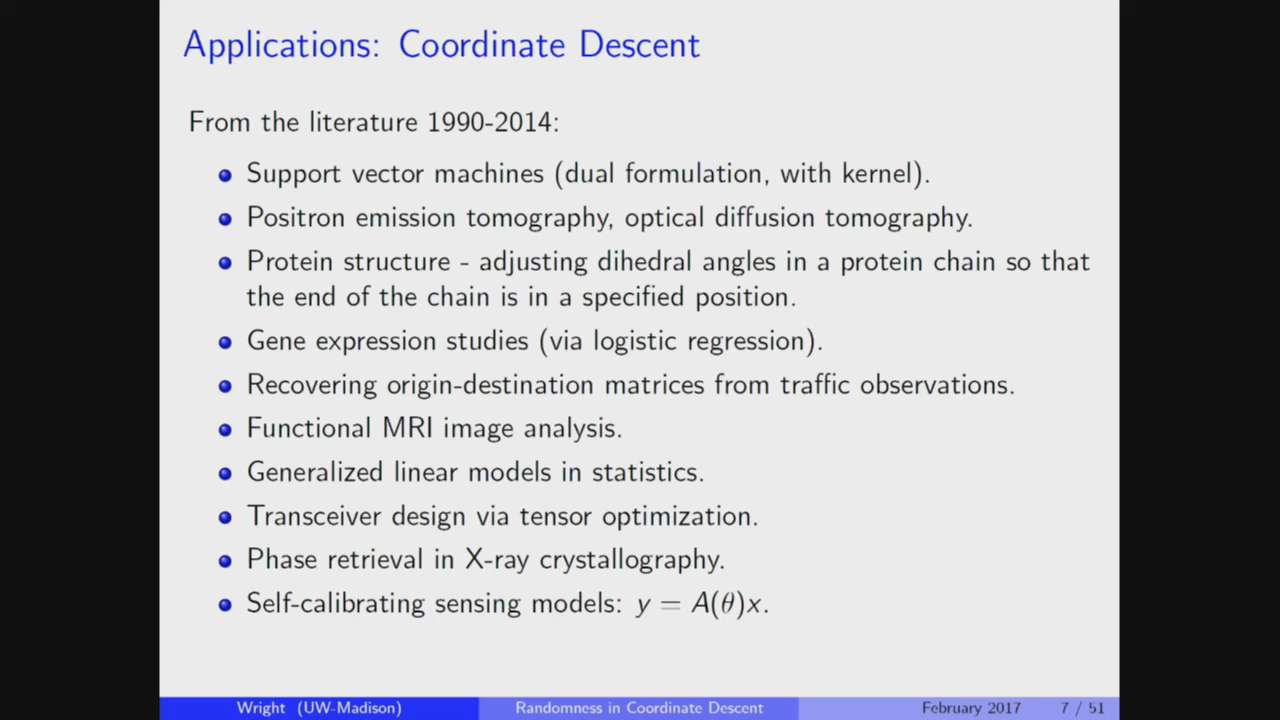 Applications: Coordinate Descent
From the literature 1990-2014:
Support vector machines (dual formulation, with kernel).
Positron emission tomography, optical diffusion tomography.
Protein structure - adjusting dihedral angles in a protein chain so that
the end of the chain is in a specified position.
Gene expression studies (via logistic regression).
Recovering origin-destination matrices from traffic observations.
Functional MRI image analysis.
Generalized linear models in statistics.
Transceiver design via tensor optimization.
Phase retrieval in X-ray crystallography.
Self-calibrating sensing models: y = A(θ)x.
Wright (UW-Madison) Randomness in Coordinate Descent February 2017 7 / 51